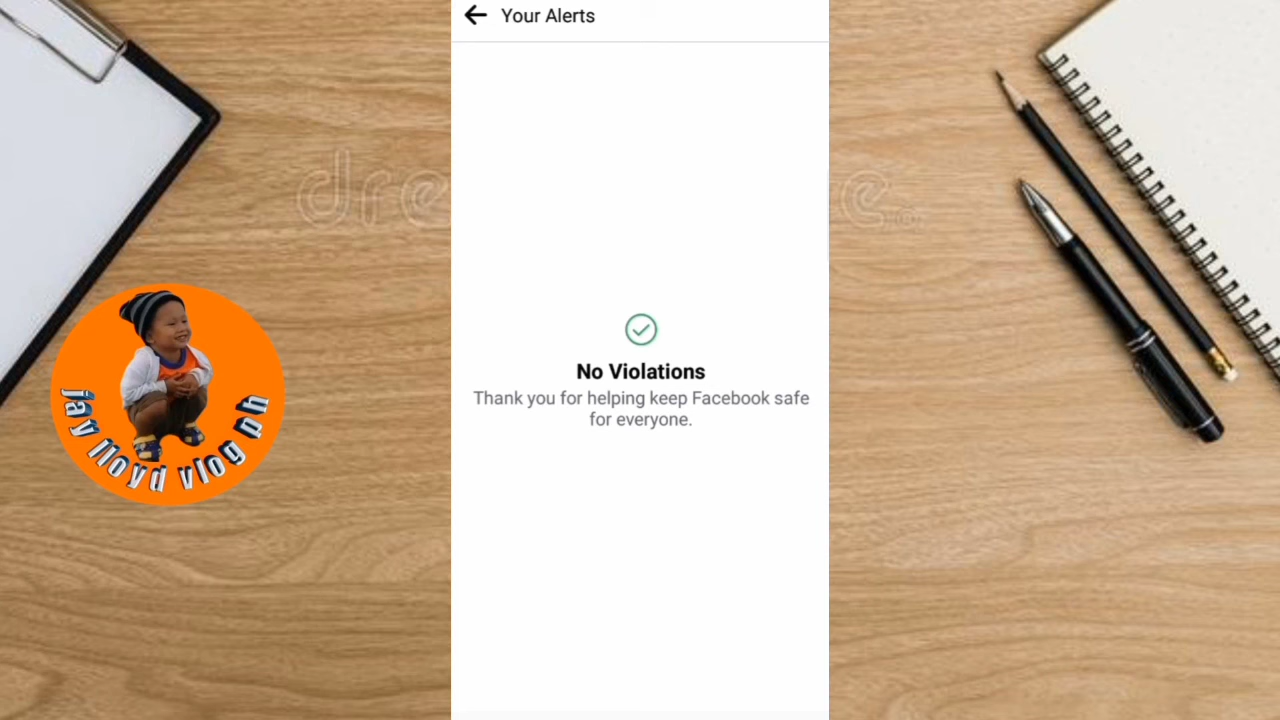 Your Alerts
No Violations
Thank you for helping keep Facebook safe
for everyone.
jay lloyd vlog ph